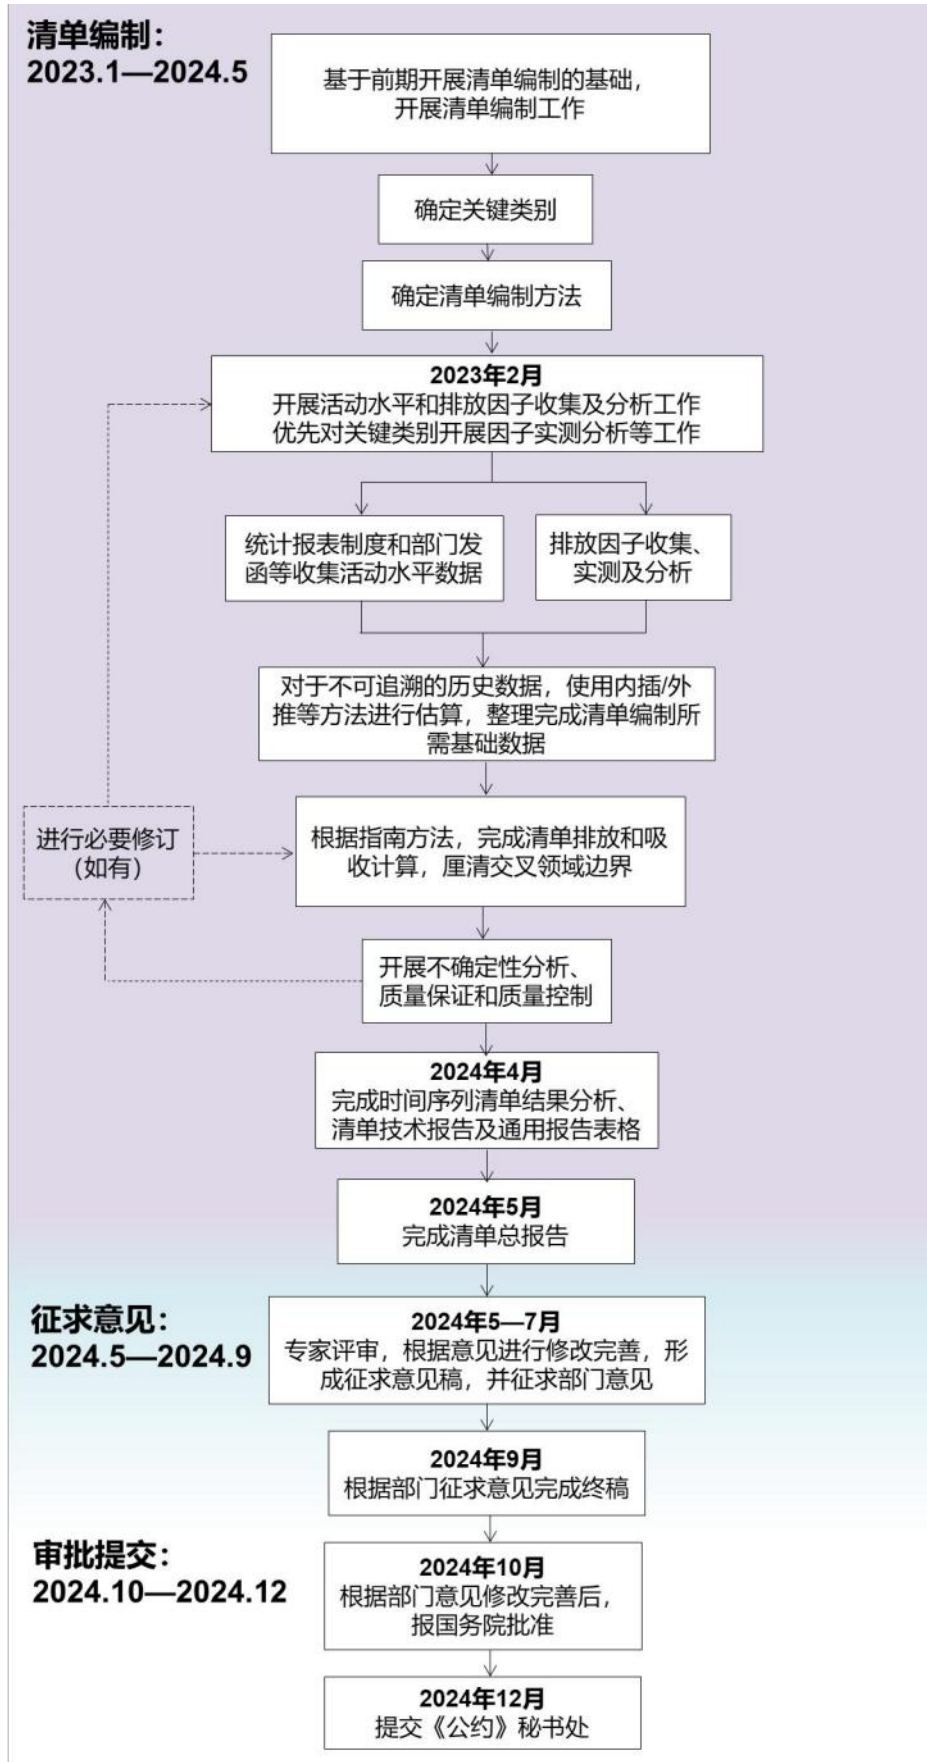 清单编制：
2023.1—2024.5
基于前期开展清单编制的基础，
开展清单编制工作
确定关键类别
确定清单编制方法
2023年2月
开展活动水平和排放因子收集及分析工作
优先对关键类别开展因子实测分析等工作
统计报表制度和部门发
函等收集活动水平数据
排放因子收集、
实测及分析
对于不可追溯的历史数据，使用内插/外
推等方法进行估算，整理完成清单编制所
需基础数据
进行必要修订
（如有）
根据指南方法，完成清单排放和吸
收计算，厘清交叉领域边界
开展不确定性分析、
质量保证和质量控制
2024年4月
完成时间序列清单结果分析、
清单技术报告及通用报告表格
2024年5月
完成清单总报告
征求意见：
2024.5—2024.9
2024年5—7月
专家评审，根据意见进行修改完善，形
成征求意见稿，并征求部门意见
2024年9月
根据部门征求意见完成终稿
审批提交：
2024.10—2024.12
2024年10月
根据部门意见修改完善后，
报国务院批准
2024年12月
提交《公约》秘书处